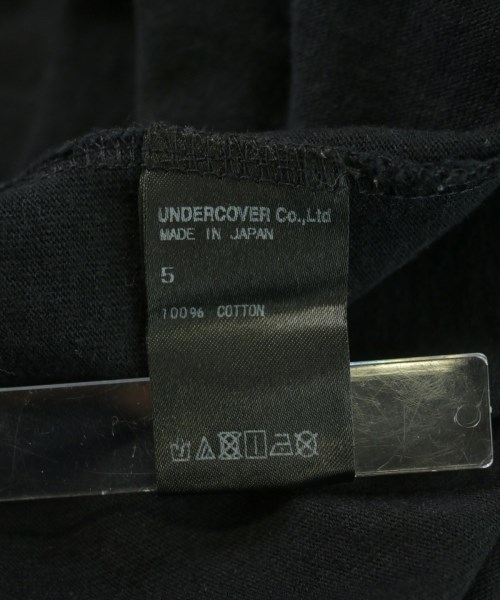 UNDERCOVER Co.,Ltd
MADE IN JAPAN
5
100% COTTON